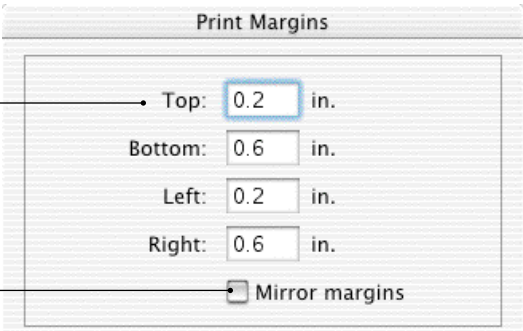 Print Margins
Top: 0.2 in.
Bottom: 0.6 in.
Left: 0.2 in.
Right: 0.6 in.
Mirror margins